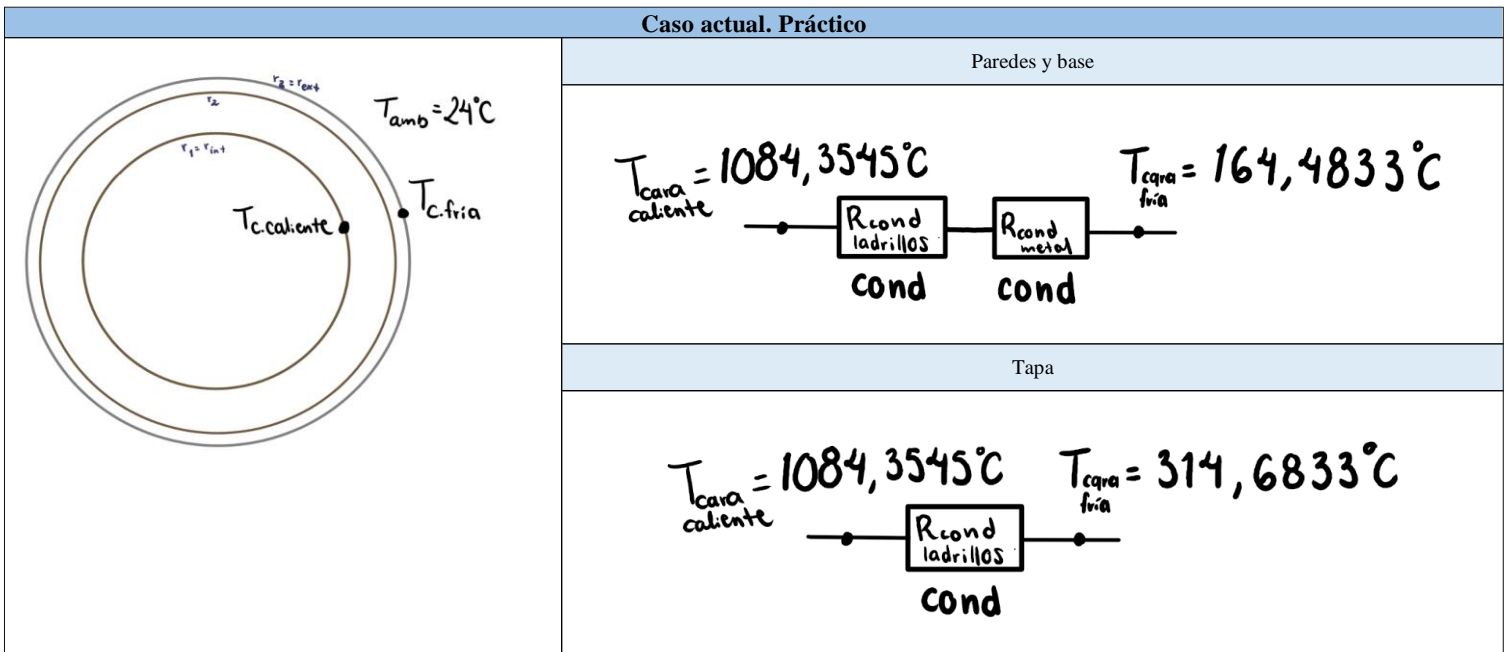 Caso actual. Práctico
r3 = rext
r2
r1 = rint
Tamb = 24°C
Tc.fría
Tc.caliente
Paredes y base
Tcara caliente = 1084,3545°C
Tcara fría = 164,4833°C
Rcond ladrillos
Rcond metal
cond
cond
Tapa
Tcara caliente = 1084,3545°C
Tcara fría = 314,6833°C
Rcond ladrillos
cond